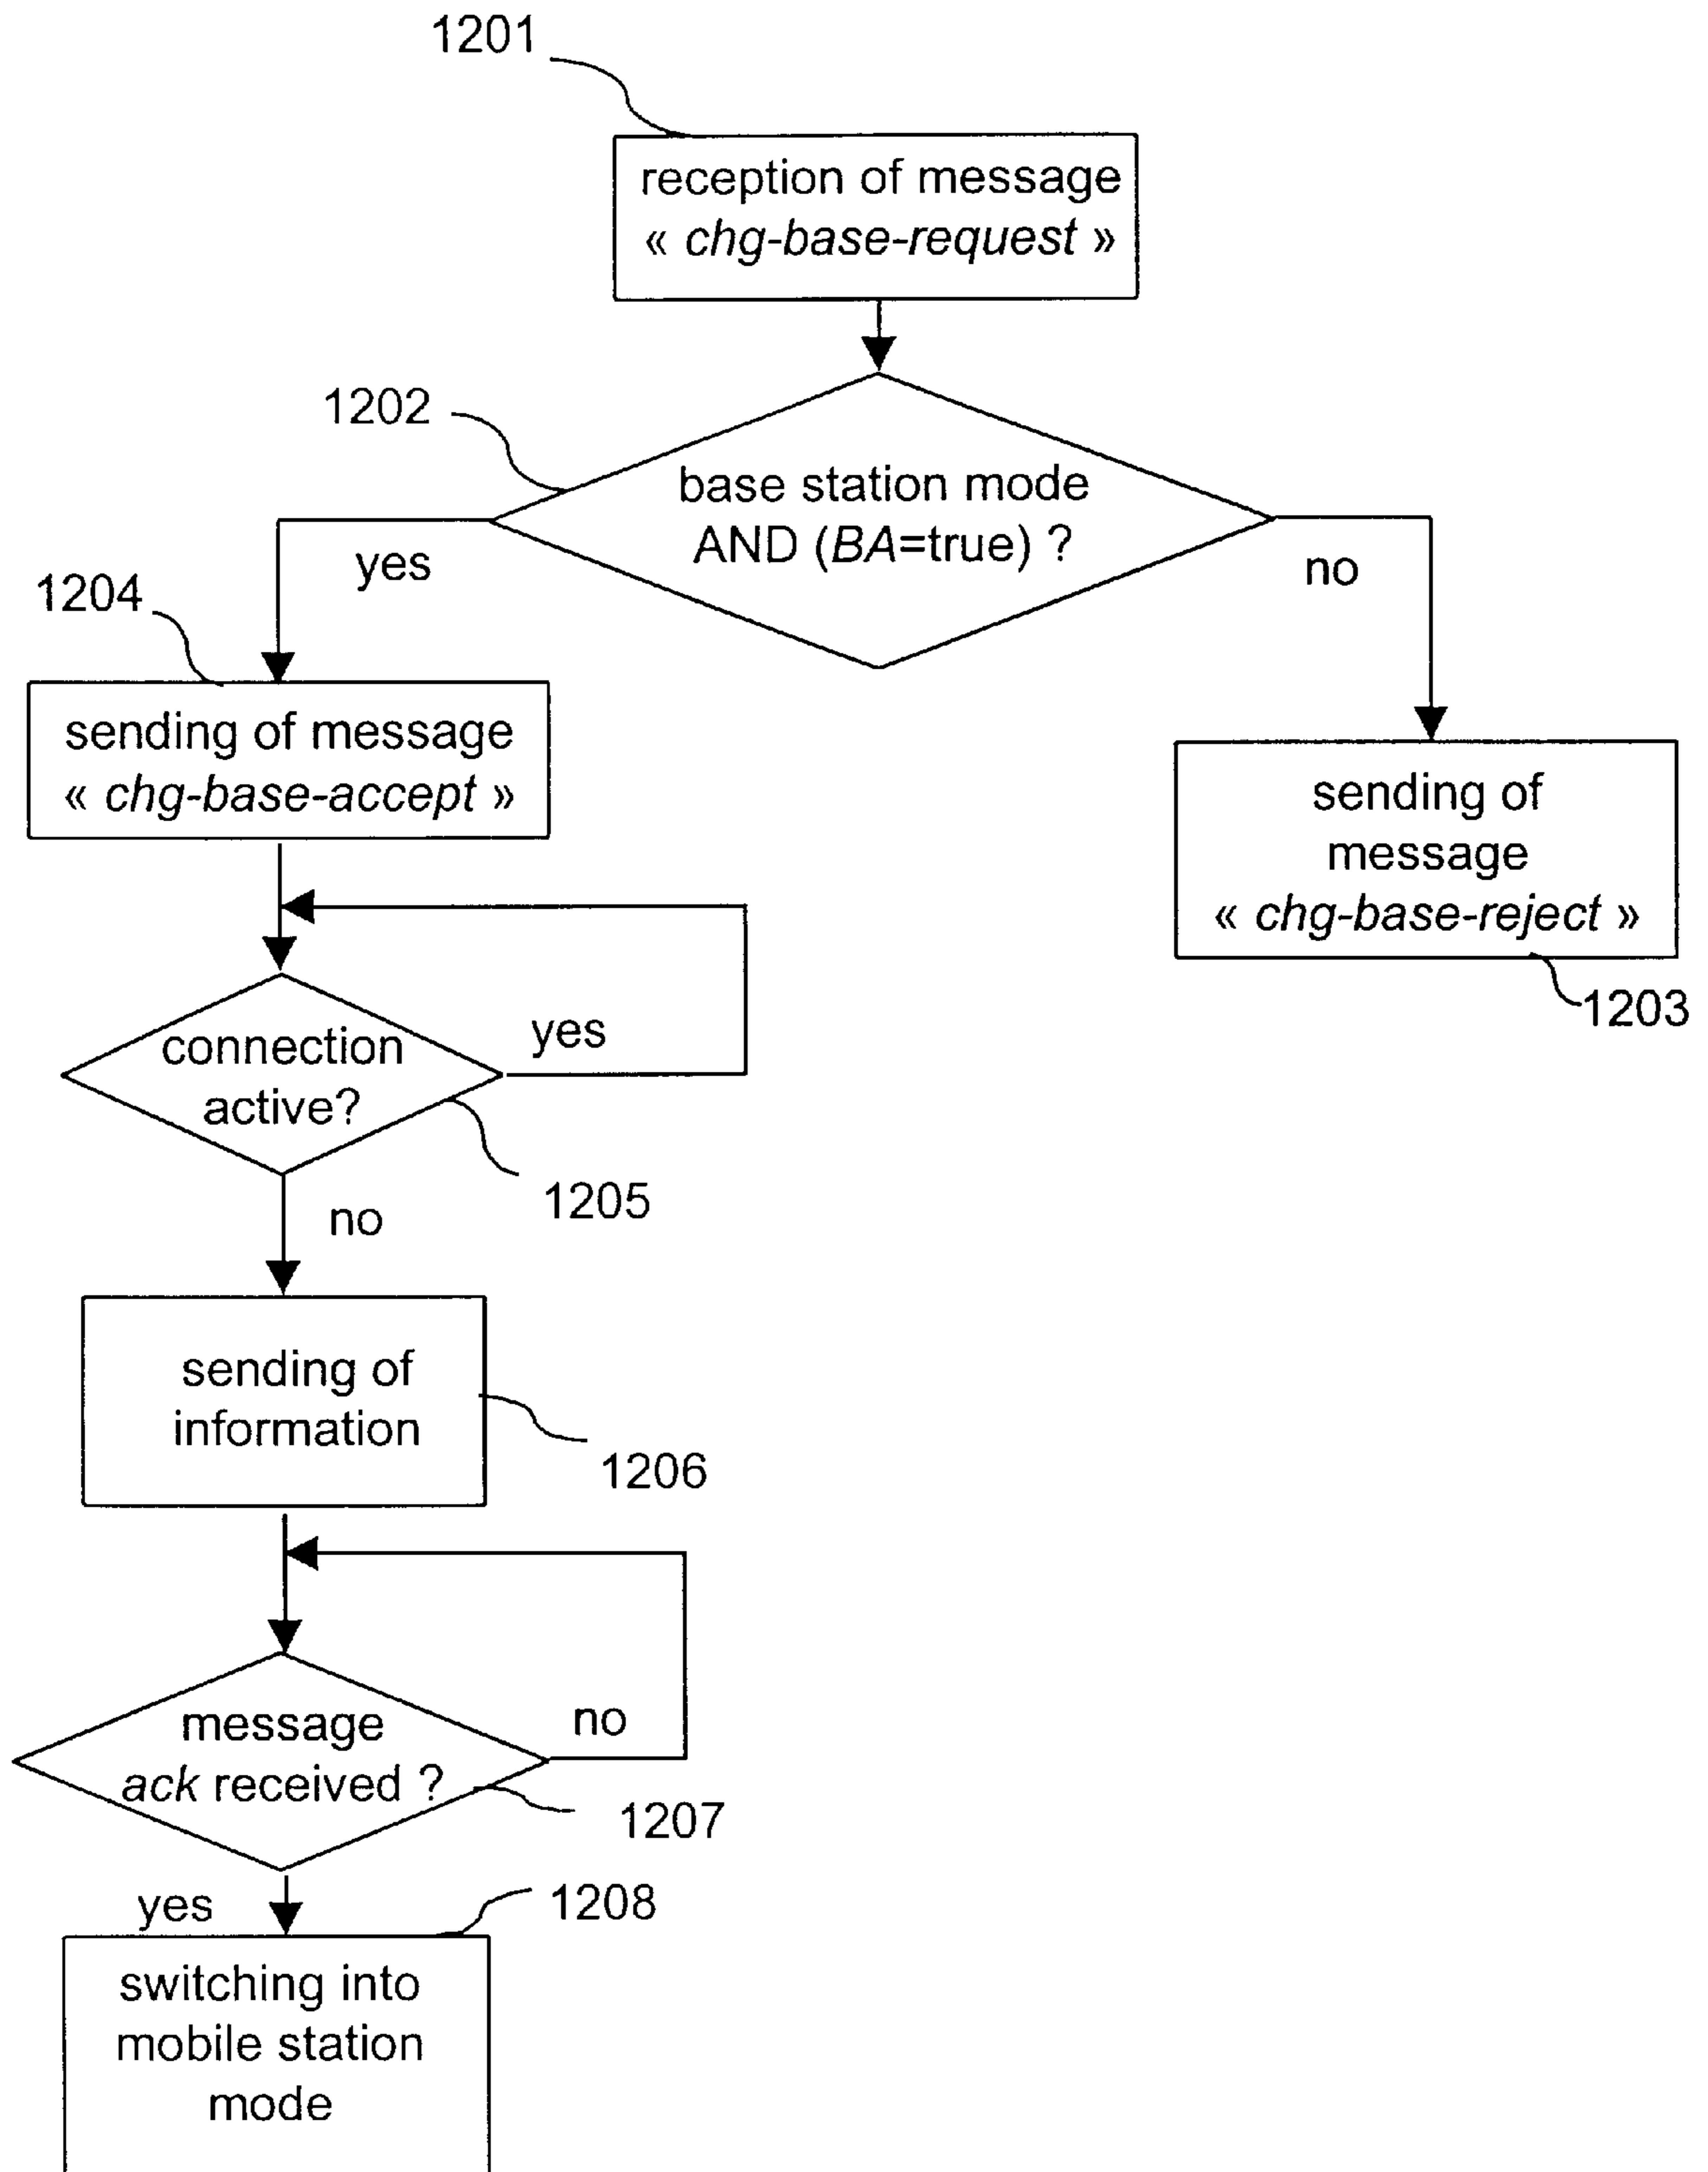 1201
reception of message
« chg-base-request »
1202
base station mode
AND (BA=true) ?
yes
no
1204
sending of message
« chg-base-accept »
sending of
message
« chg-base-reject »
1203
connection
active?
yes
1205
no
sending of
information
1206
message
ack received ?
no
1207
yes
1208
switching into
mobile station
mode